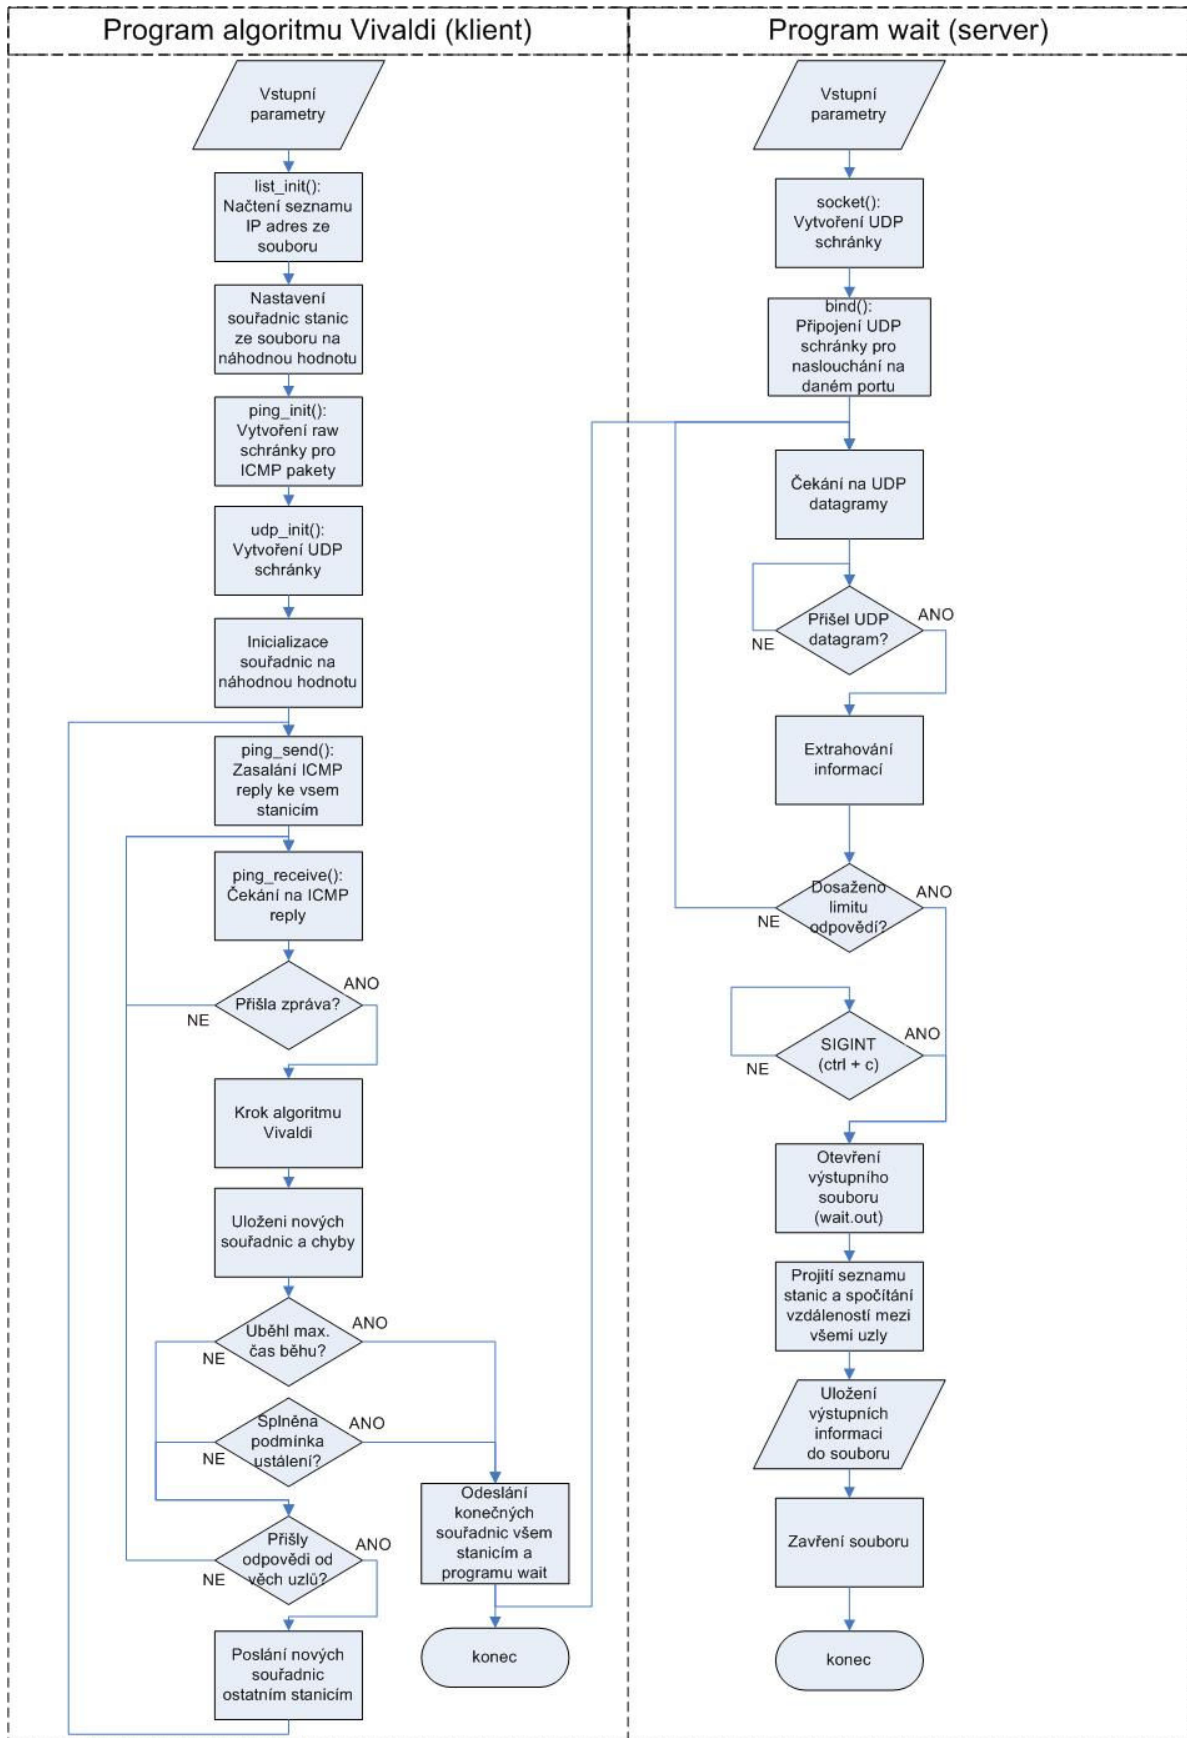 Program algoritmu Vivaldi (klient)
Vstupní
parametry
list_init():
Načtení seznamu
IP adres ze
souboru
Nastavení
souřadnic stanic
ze souboru na
náhodnou hodnotu
ping_init():
Vytvoření raw
schránky pro
ICMP pakety
udp_init():
Vytvoření UDP
schránky
Inicializace
souřadnic na
náhodnou hodnotu
ping_send():
Zasalání ICMP
reply ke vsem
stanicím
ping_receive():
Čekání na ICMP
reply
Přišla zpráva?
ANO
NE
Krok algoritmu
Vivaldi
Uloženi nových
souřadnic a chyby
Uběhl max.
čas běhu?
ANO
NE
Splněna
podmínka
ustálení?
ANO
NE
Přišly
odpovědi od
věch uzlů?
ANO
NE
Poslání nových
souřadnic
ostatním stanicím
Odeslání
konečných
souřadnic všem
stanicím a
programu wait
konec
Program wait (server)
Vstupní
parametry
socket():
Vytvoření UDP
schránky
bind():
Připojení UDP
schránky pro
naslouchání na
daném portu
Čekání na UDP
datagramy
Přišel UDP
datagram?
ANO
NE
Extrahování
informací
Dosaženo
limitu
odpovědí?
ANO
NE
SIGINT
(ctrl + c)
ANO
NE
Otevření
výstupního
souboru
(wait.out)
Projití seznamu
stanic a spočítání
vzdáleností mezi
všemi uzly
Uložení
výstupních
informaci
do souboru
Zavření souboru
konec